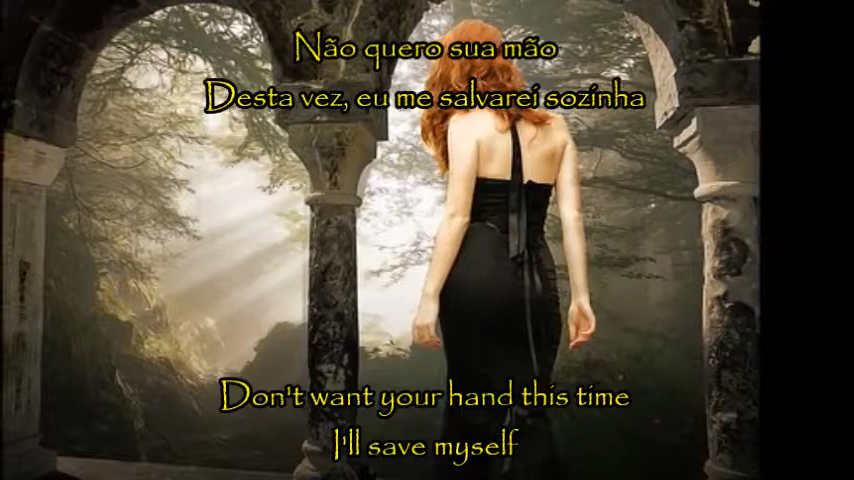 Não quero sua mão
Desta vez, eu me salvarei sozinha
Don't want your hand this time
I'll save myself